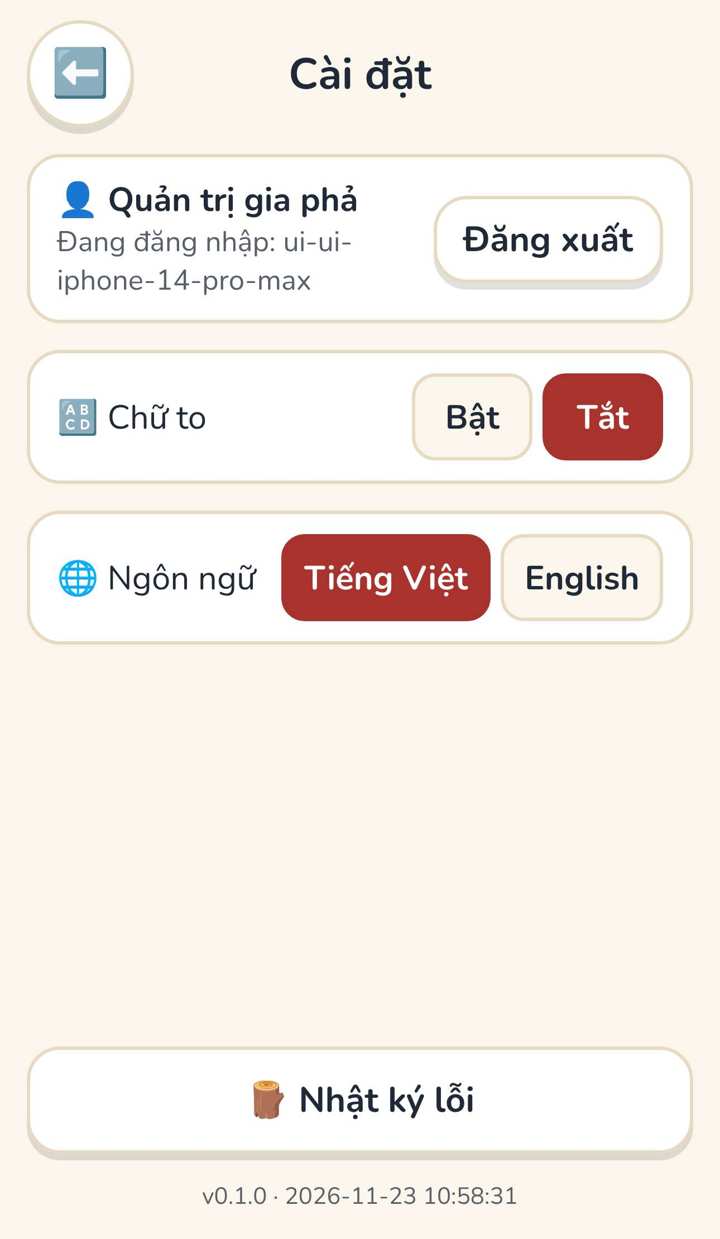 Cài đặt
Quản trị gia phả
Đang đăng nhập: ui-ui-
iphone-14-pro-max
Đăng xuất
Chữ to
Bật
Tắt
Ngôn ngữ
Tiếng Việt
English
Nhật ký lỗi
v0.1.0 · 2026-11-23 10:58:31